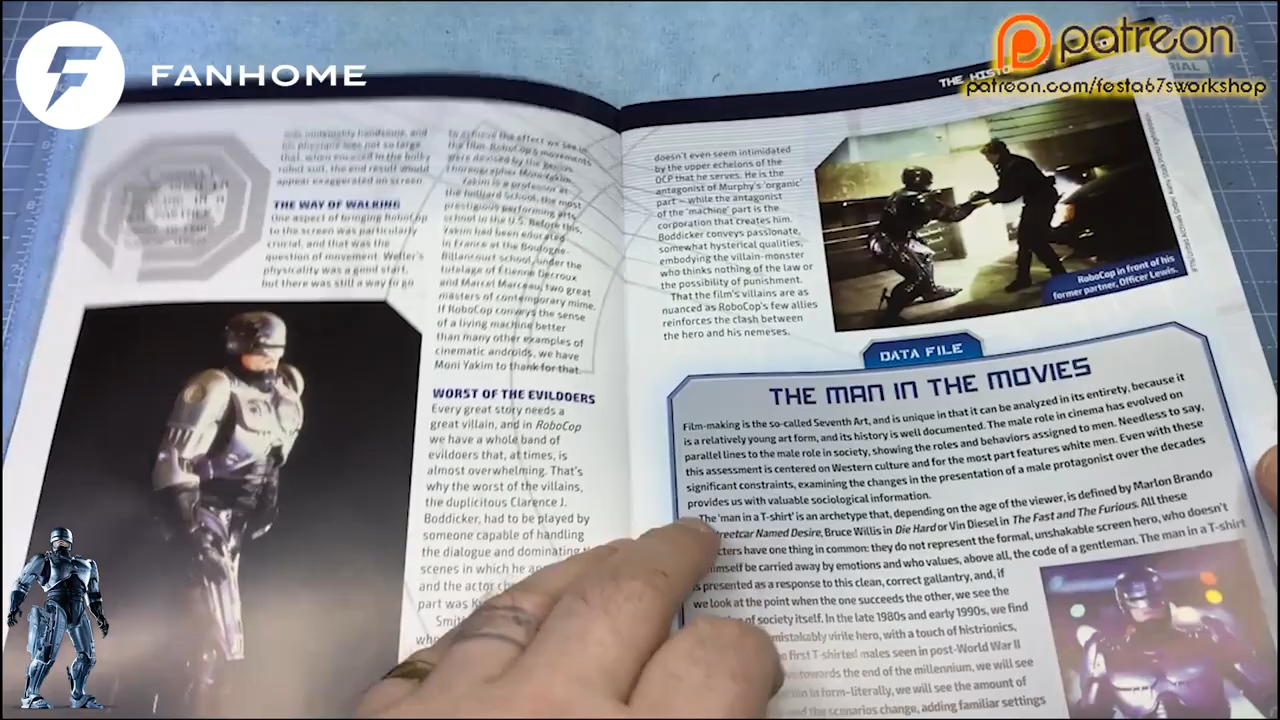 FANHOME
patreon
patreon.com/festa67sworkshop
THE HISTO
his physique was not so large
that, when encased in the bulky
robot suit, the end result would
appear exaggerated on screen.
THE WAY OF WALKING
One aspect of bringing RoboCop
to the screen was particularly
crucial, and that was the
question of movement. Weller's
physicality was a good start,
but there was still a way to go
to achieve the effect we see in
the film. RoboCop's movements
were devised by the genius
choreographer Moni Yakim.
Yakim is a professor at
the Juilliard School, the most
prestigious performing arts
school in the U.S. Before this,
Yakim had been educated
in France at the Boulogne-
Billancourt school, under the
tutelage of Étienne Decroux
and Marcel Marceau, two great
masters of contemporary mime.
If RoboCop conveys the sense
of a living machine better
than many other examples of
cinematic androids, we have
Moni Yakim to thank for that.
WORST OF THE EVILDOERS
Every great story needs a
great villain, and in RoboCop
we have a whole band of
evildoers that, at times, is
almost overwhelming. That's
why the worst of the villains,
the duplicitous Clarence J.
Boddicker, had to be played by
someone capable of handling
the dialogue and dominating
scenes in which he
and the actor
part was
Smit
doesn't even seem intimidated
by the upper echelons of the
OCP that he serves. He is the
antagonist of Murphy's 'organic'
part – while the antagonist
of the 'machine' part is the
corporation that creates him.
Boddicker conveys passionate,
somewhat hysterical qualities,
embodying the villain-monster
who thinks nothing of the law or
the possibility of punishment.
That the film's villains are as
nuanced as RoboCop's few allies
reinforces the clash between
the hero and his nemeses.
RoboCop in front of his
former partner, Officer Lewis.
DATA FILE
THE MAN IN THE MOVIES
Film-making is the so-called Seventh Art, and is unique in that it can be analyzed in its entirety, because it
is a relatively young art form, and its history is well documented. The male role in cinema has evolved on
parallel lines to the male role in society, showing the roles and behaviors assigned to men. Needless to say,
this assessment is centered on Western culture and for the most part features white men. Even with these
significant constraints, examining the changes in the presentation of a male protagonist over the decades
provides us with valuable sociological information.
The 'man in a T-shirt' is an archetype that, depending on the age of the viewer, is defined by Marlon Brando
Streetcar Named Desire, Bruce Willis in Die Hard or Vin Diesel in The Fast and The Furious. All these
cters have one thing in common: they do not represent the formal, unshakable screen hero, who doesn't
himself be carried away by emotions and who values, above all, the code of a gentleman. The man in a T-shirt
is presented as a response to this clean, correct gallantry, and, if
we look at the point when the one succeeds the other, we see the
of society itself. In the late 1980s and early 1990s, we find
mistakably virile hero, with a touch of histrionics,
first T-shirted males seen in post-World War II
towards the end of the millennium, we will see
in form–literally, we will see the amount of
and the scenarios change, adding familiar settings